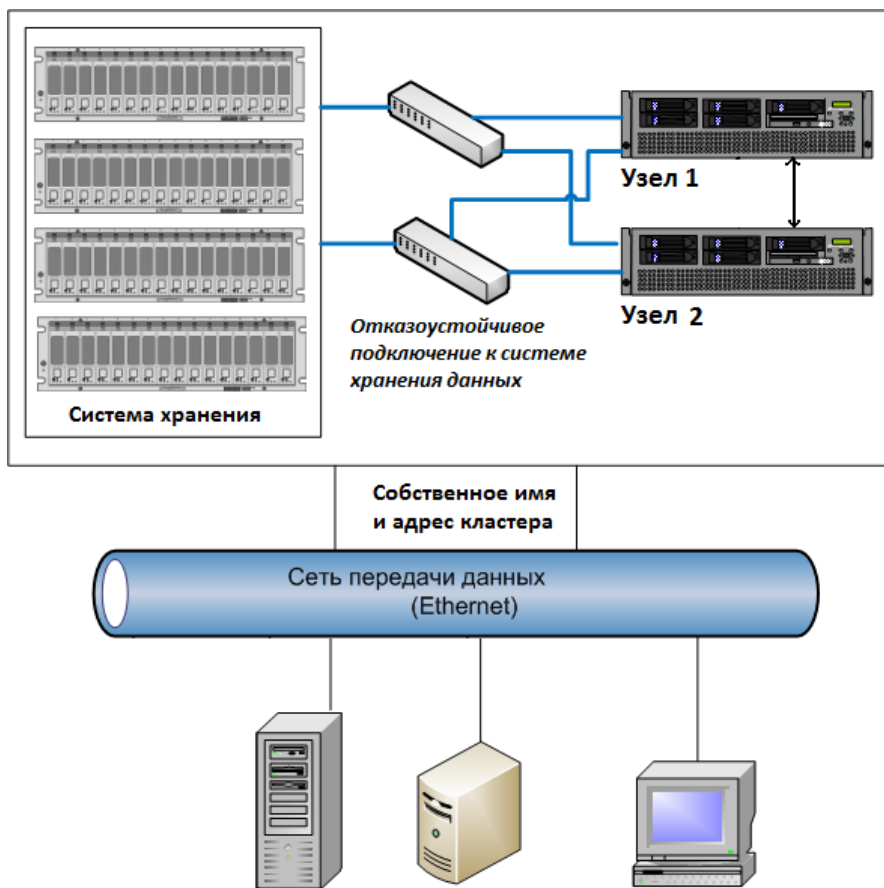 Узел 1
Узел 2
Отказоустойчивое
подключение к системе
хранения данных
Система хранения
Собственное имя
и адрес кластера
Сеть передачи данных
(Ethernet)